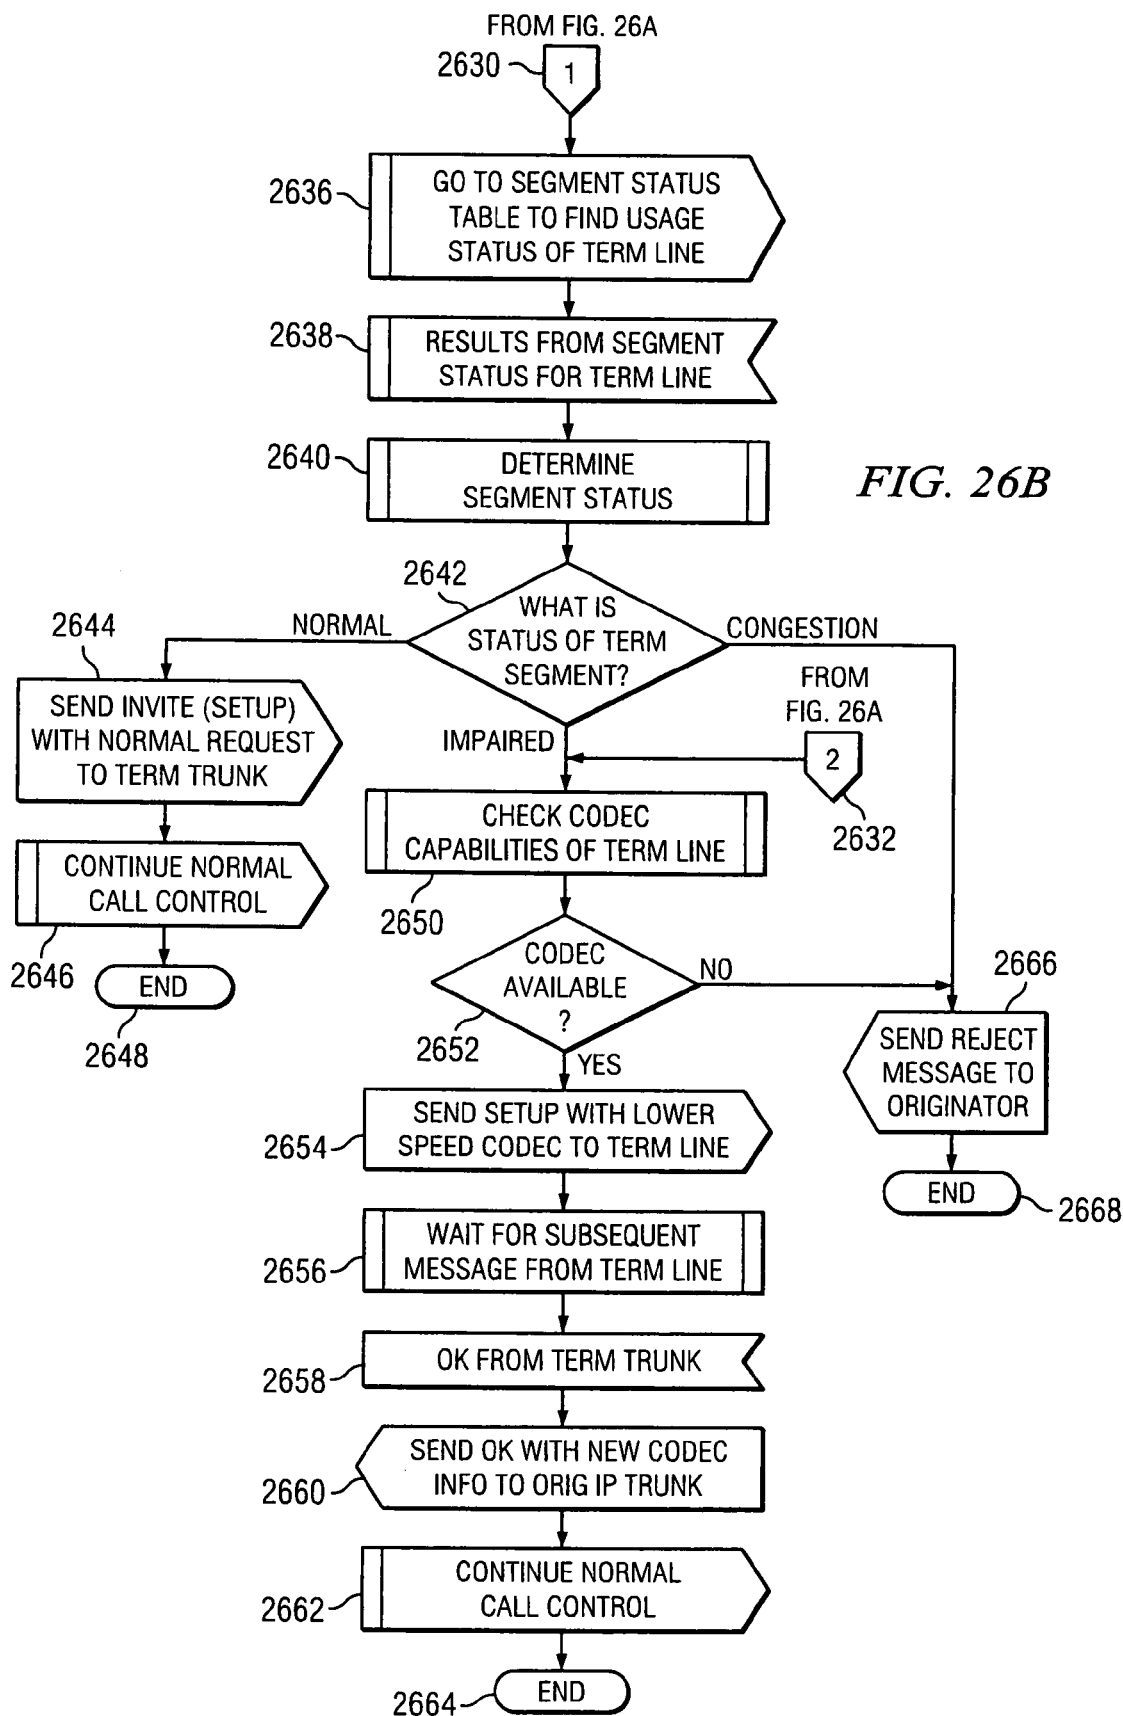 FROM FIG. 26A
2630
1
2636
GO TO SEGMENT STATUS
TABLE TO FIND USAGE
STATUS OF TERM LINE
2638
RESULTS FROM SEGMENT
STATUS FOR TERM LINE
2640
DETERMINE
SEGMENT STATUS
FIG. 26B
2642
WHAT IS
STATUS OF TERM
SEGMENT?
NORMAL
CONGESTION
IMPAIRED
2644
SEND INVITE (SETUP)
WITH NORMAL REQUEST
TO TERM TRUNK
FROM
FIG. 26A
2
2632
CONTINUE NORMAL
CALL CONTROL
2646
END
2648
CHECK CODEC
CAPABILITIES OF TERM LINE
2650
CODEC
AVAILABLE
?
2652
NO
YES
2666
SEND REJECT
MESSAGE TO
ORIGINATOR
END
2668
2654
SEND SETUP WITH LOWER
SPEED CODEC TO TERM LINE
2656
WAIT FOR SUBSEQUENT
MESSAGE FROM TERM LINE
2658
OK FROM TERM TRUNK
2660
SEND OK WITH NEW CODEC
INFO TO ORIG IP TRUNK
2662
CONTINUE NORMAL
CALL CONTROL
2664
END